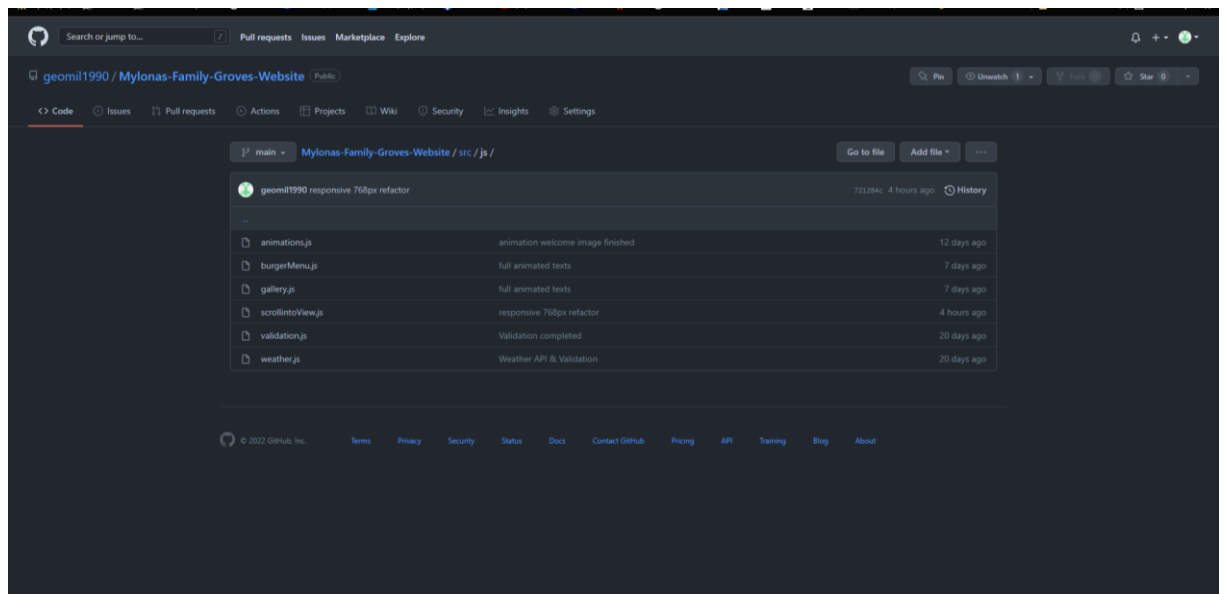 Search or jump to... / Pull requests Issues Marketplace Explore
geomil1990 / Mylonas-Family-Groves-Website Public Pin Unwatch 1 Fork Star 0
<> Code Issues Pull requests Actions Projects Wiki Security Insights Settings
main Mylonas-Family-Groves-Website / src / js / Go to file Add file ...
geomil1990 responsive 768px refactor 721284c 4 hours ago History
..
animations.js animation welcome image finished 12 days ago
burgerMenu.js full animated texts 7 days ago
gallery.js full animated texts 7 days ago
scrollintoView.js responsive 768px refactor 4 hours ago
validation.js Validation completed 20 days ago
weather.js Weather API & Validation 20 days ago
© 2022 GitHub, Inc. Terms Privacy Security Status Docs Contact GitHub Pricing API Training Blog About